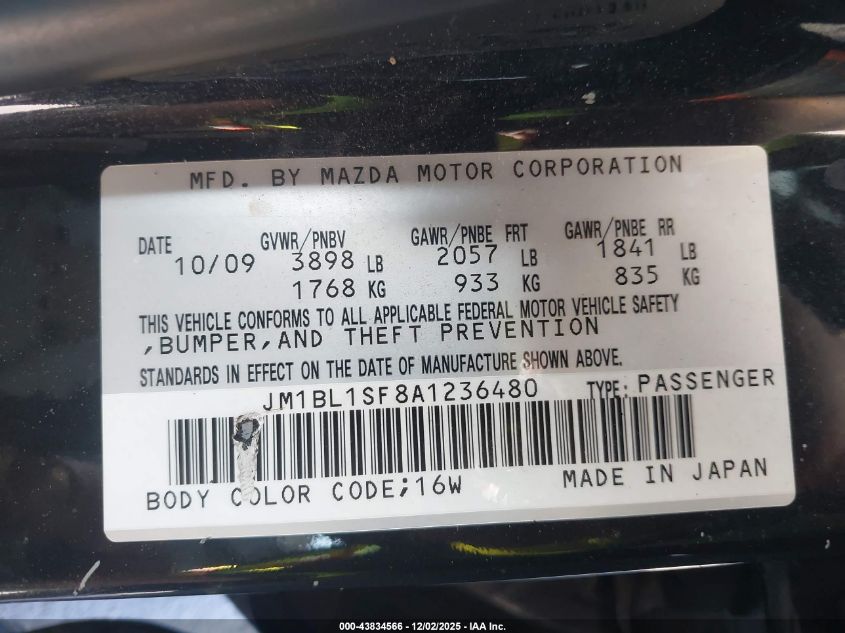 MFD. BY MAZDA MOTOR CORPORATION
DATE GVWR/PNBV GAWR/PNBE FRT GAWR/PNBE RR
10/09 3898 LB 2057 LB 1841 LB
1768 KG 933 KG 835 KG
THIS VEHICLE CONFORMS TO ALL APPLICABLE FEDERAL MOTOR VEHICLE SAFETY
,BUMPER,AND THEFT PREVENTION
STANDARDS IN EFFECT ON THE DATE OF MANUFACTURE SHOWN ABOVE.
JM1BL1SF8A1236480 TYPE: PASSENGER
BODY COLOR CODE;16W MADE IN JAPAN
000-43834566 - 12/02/2025 - IAA Inc.